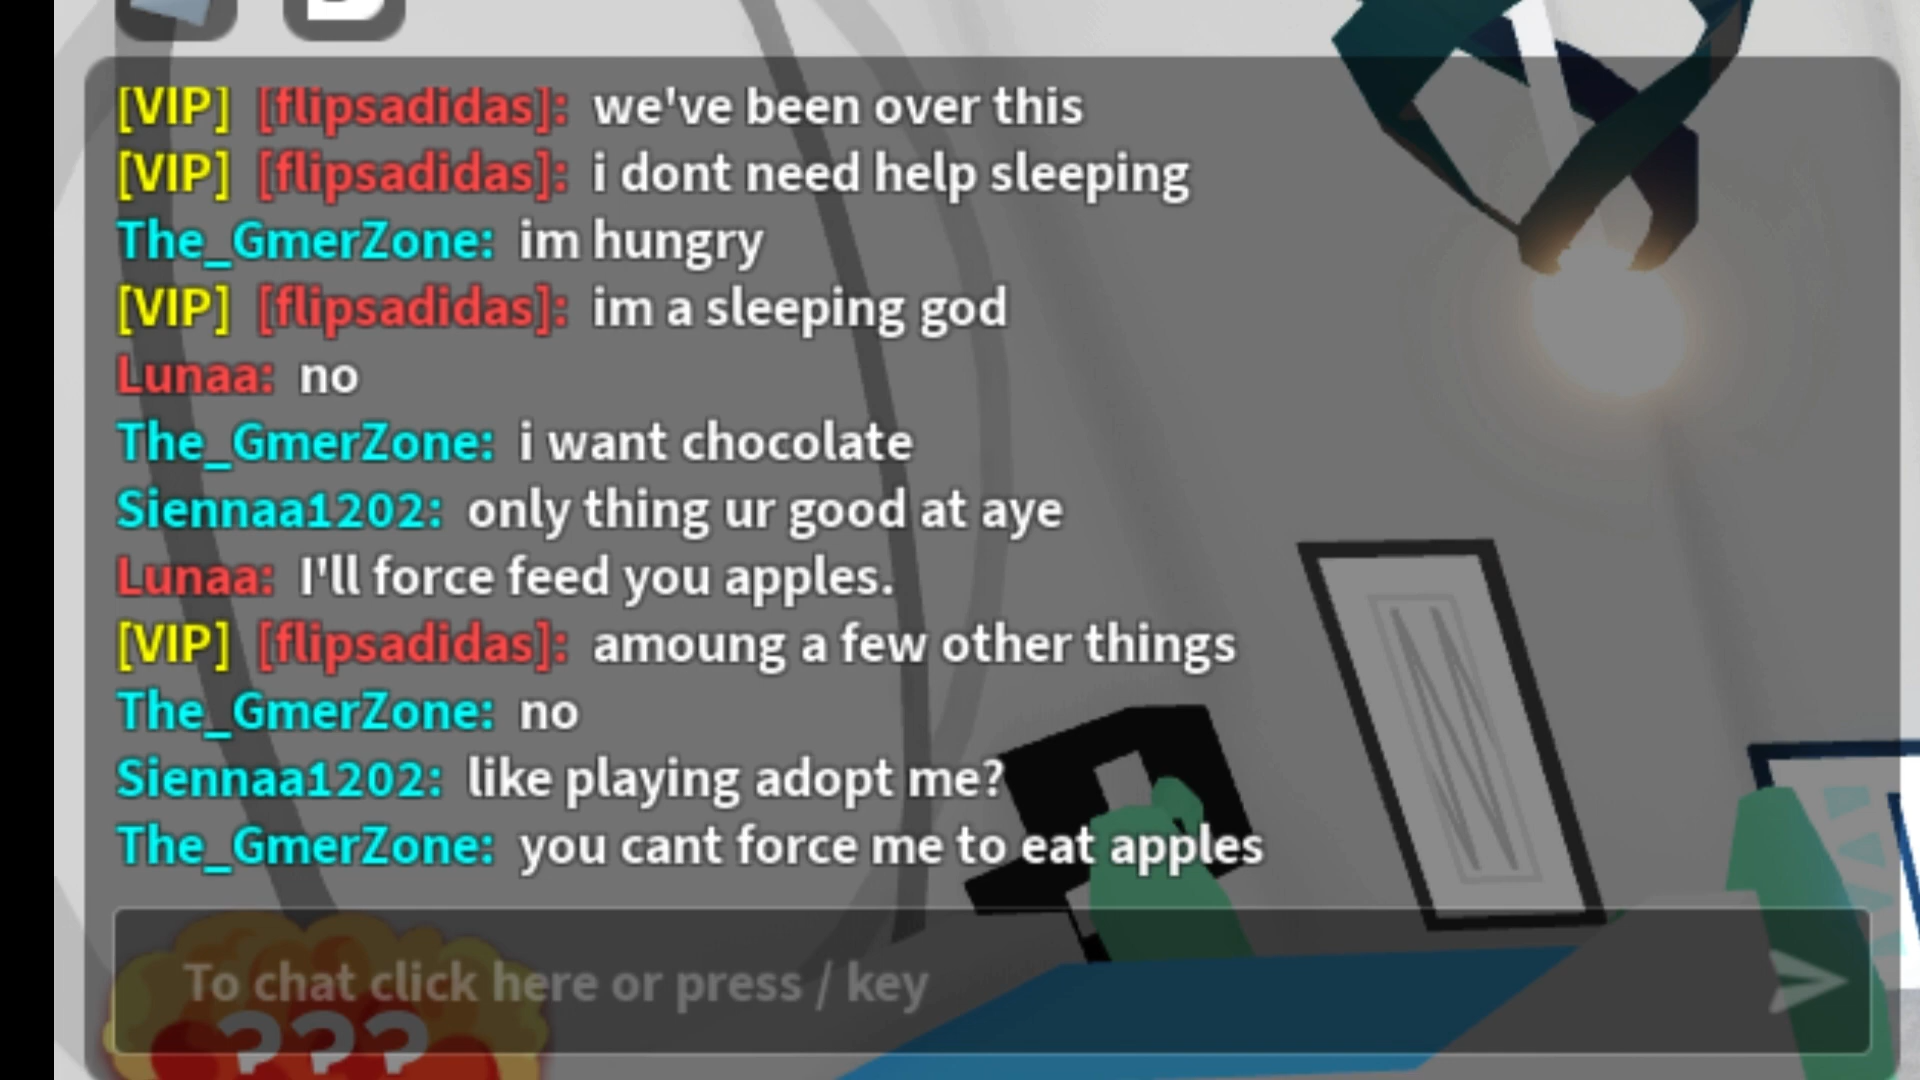 [VIP] [flipsadidas]: we've been over this
[VIP] [flipsadidas]: i dont need help sleeping
The_GmerZone: im hungry
[VIP] [flipsadidas]: im a sleeping god
Lunaa: no
The_GmerZone: i want chocolate
Siennaa1202: only thing ur good at aye
Lunaa: I'll force feed you apples.
[VIP] [flipsadidas]: amoung a few other things
The_GmerZone: no
Siennaa1202: like playing adopt me?
The_GmerZone: you cant force me to eat apples
To chat click here or press / key
???